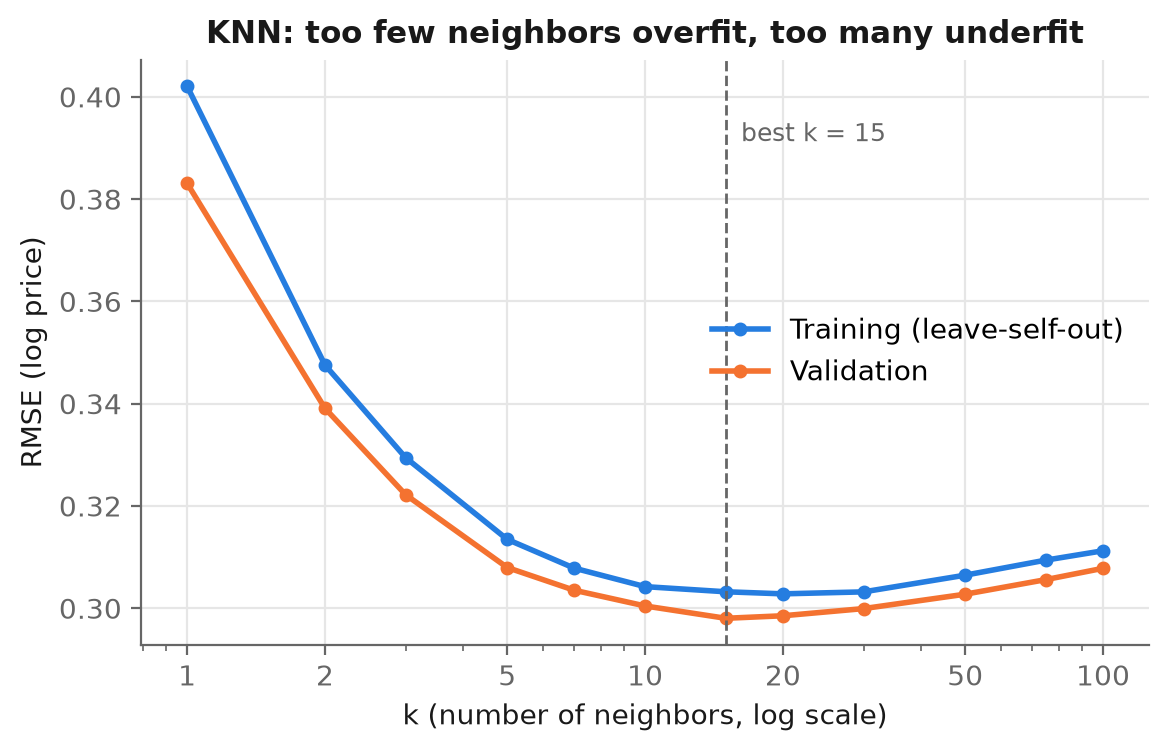 KNN: too few neighbors overfit, too many underfit
RMSE (log price)
0.40
0.38
0.36
0.34
0.32
0.30
best k = 15
Training (leave-self-out)
Validation
1 2 5 10 20 50 100
k (number of neighbors, log scale)